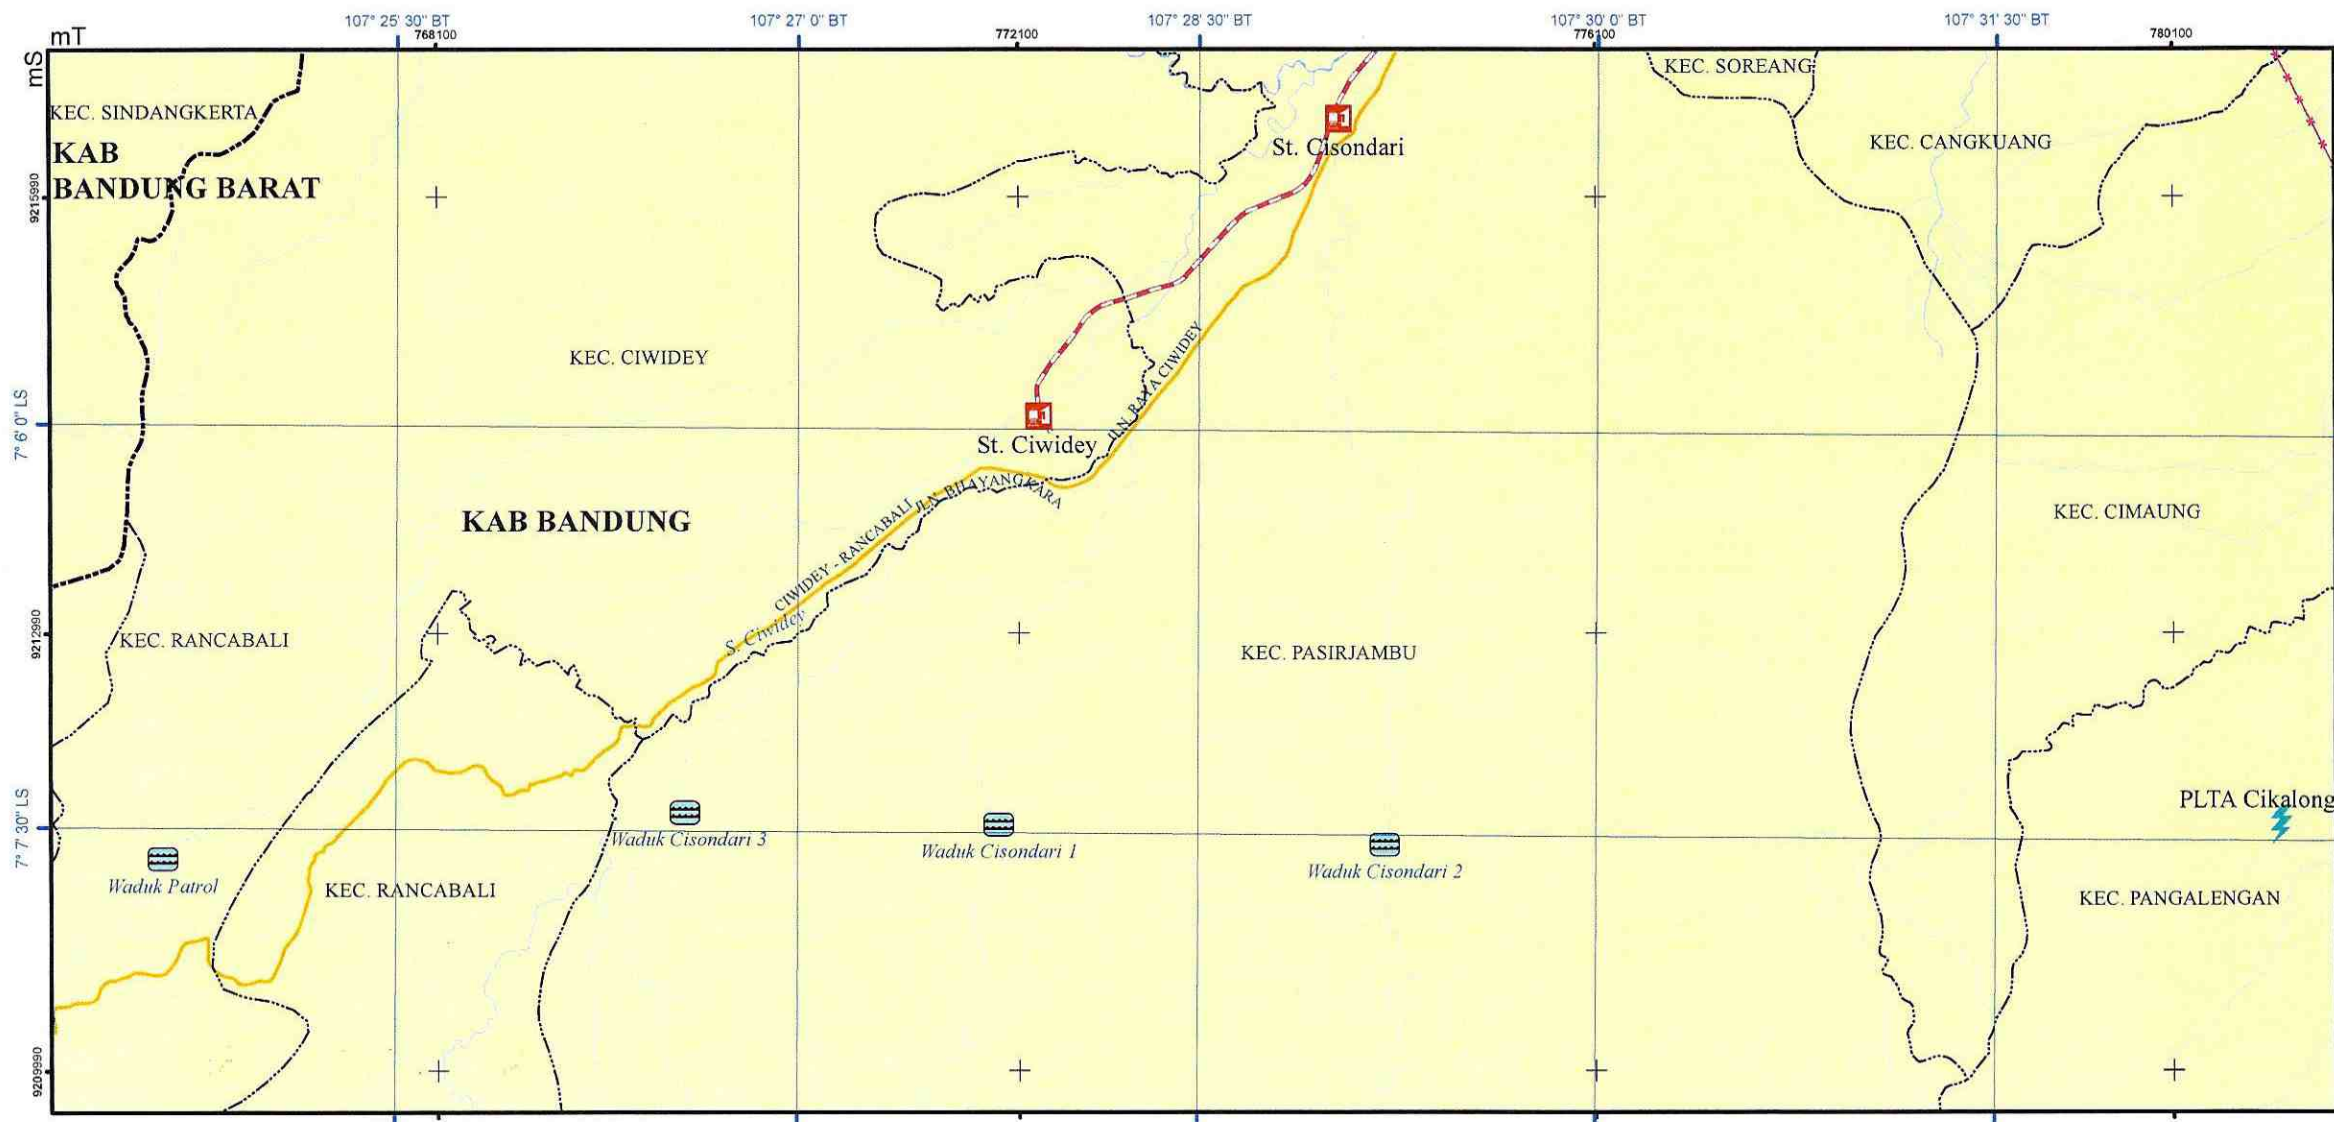 107° 25' 30" BT
107° 27' 0" BT
107° 28' 30" BT
107° 30' 0" BT
107° 31' 30" BT
mT
768100
772100
776100
780100
mS
KEC. SOREANG
KEC. SINDANGKERTA
KAB
BANDUNG BARAT
St. Cisondari
KEC. CANGKUANG
9215990
KEC. CIWIDEY
JLN RAYA CIWIDEY
7° 6' 0" LS
St. Ciwidey
JLN BHAYANGKARA
CIWIDEY - RANCABALI
KAB BANDUNG
KEC. CIMAUNG
S. Ciwidey
9212990
KEC. RANCABALI
KEC. PASIRJAMBU
PLTA Cikalong
7° 7' 30" LS
Waduk Cisondari 3
Waduk Cisondari 1
Waduk Cisondari 2
Waduk Patrol
KEC. RANCABALI
KEC. PANGALENGAN
9209990